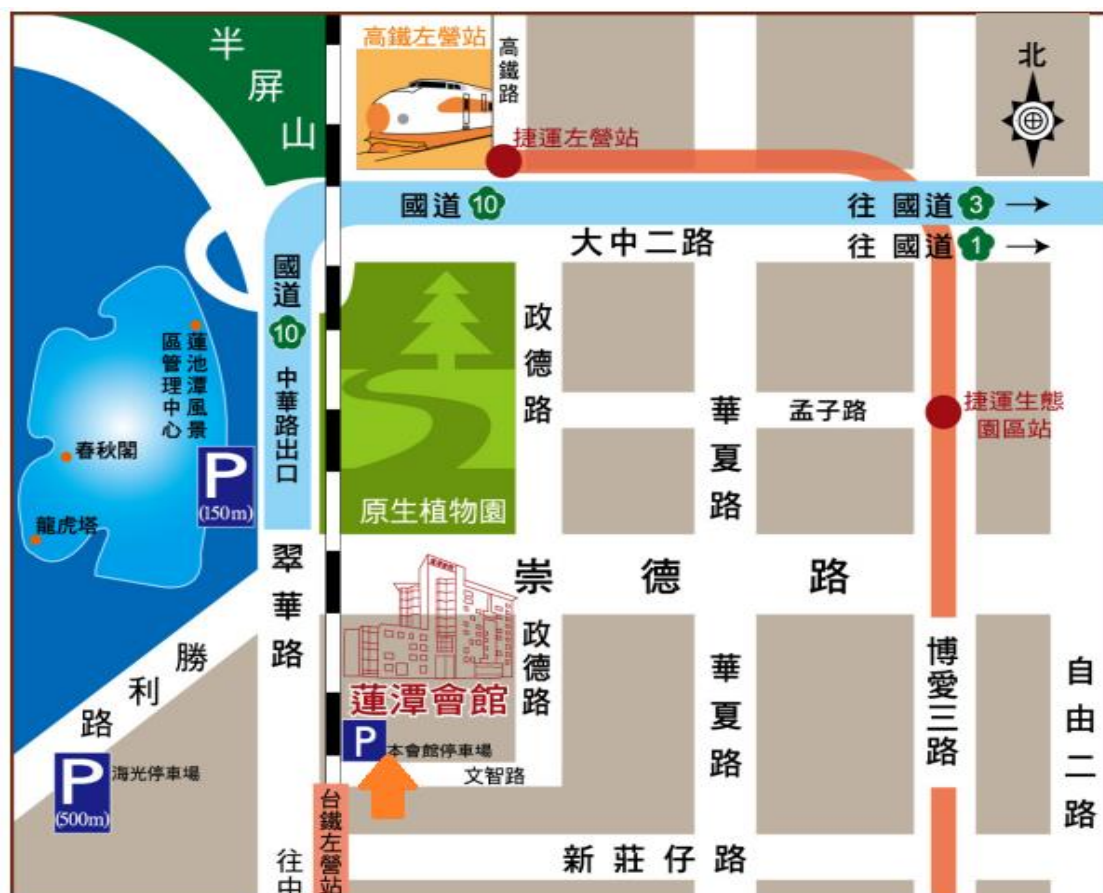 半屏山
高鐵左營站
高鐵路
北
捷運左營站
國道 10
往 國道 3 →
大中二路
往 國道 1 →
國道 10 中華路出口
政德路
蓮池潭風景
區管理中心
華夏路
孟子路
捷運生態
園區站
春秋閣
P
(150m)
原生植物園
龍虎塔
翠華路
蓮潭會館
崇德路
勝利路
政德路
華夏路
博愛三路
自由二路
蓮潭會館
P
本會館停車場
文智路
P
(500m)
海光停車場
台鐵左營站
新莊仔路
往中